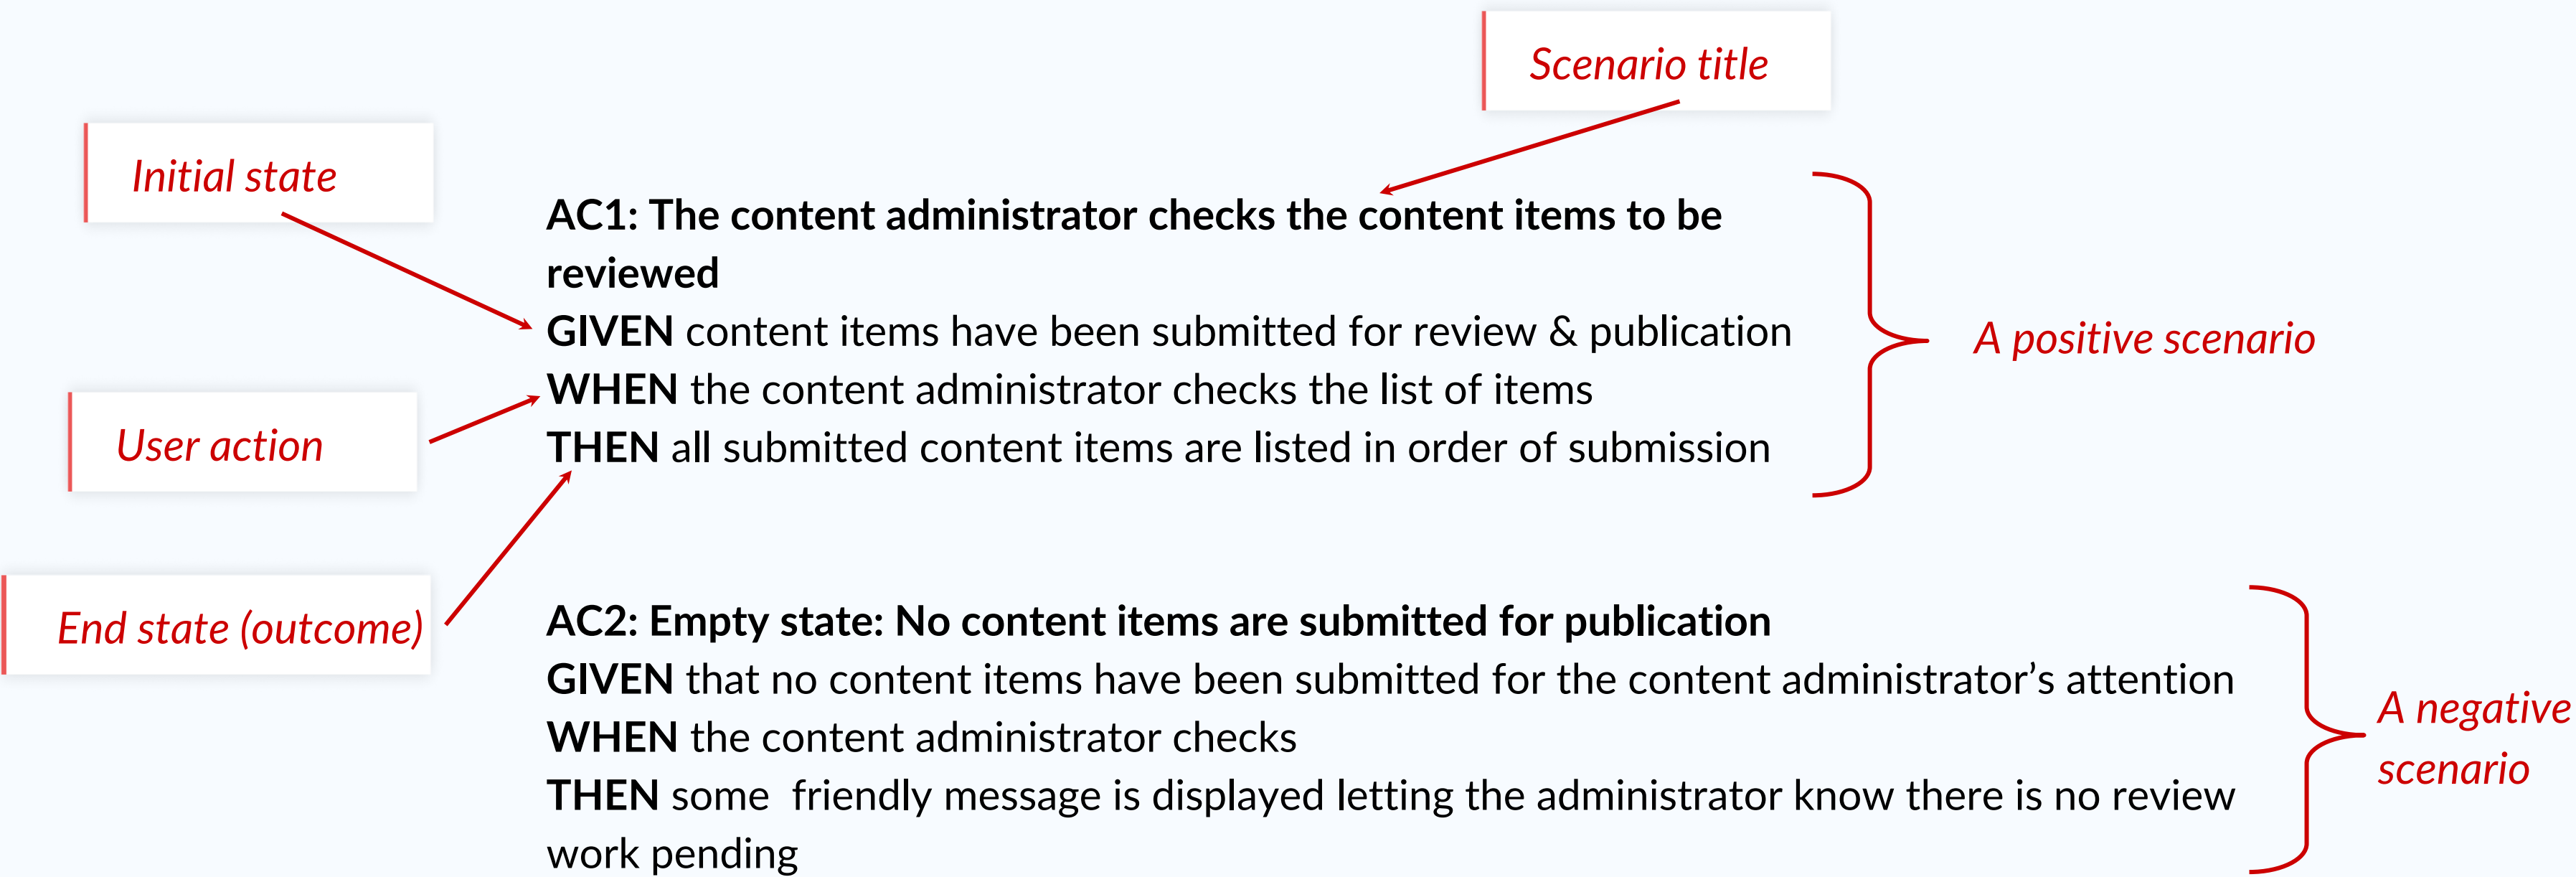 Scenario title
Initial state
AC1: The content administrator checks the content items to be
reviewed
GIVEN content items have been submitted for review & publication
WHEN the content administrator checks the list of items
THEN all submitted content items are listed in order of submission
A positive scenario
User action
End state (outcome)
AC2: Empty state: No content items are submitted for publication
GIVEN that no content items have been submitted for the content administrator’s attention
WHEN the content administrator checks
THEN some  friendly message is displayed letting the administrator know there is no review
work pending
A negative
scenario